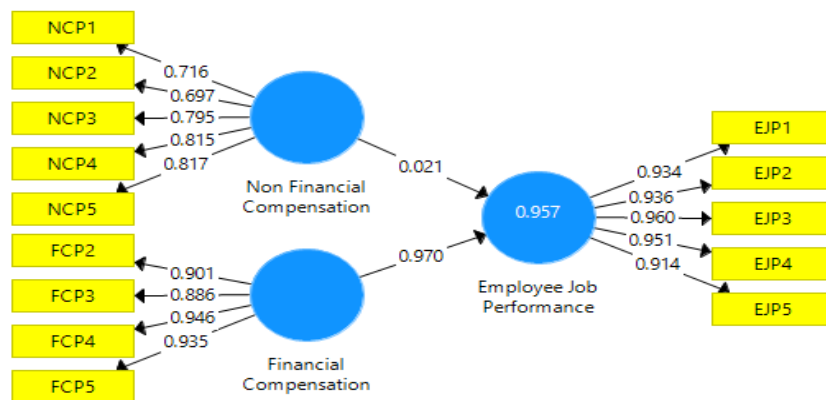 NCP1
NCP2
NCP3
NCP4
NCP5
0.716
0.697
0.795
0.815
0.817
Non Financial
Compensation
0.021
FCP2
FCP3
FCP4
FCP5
0.901
0.886
0.946
0.935
Financial
Compensation
0.970
0.957
Employee Job
Performance
0.934
0.936
0.960
0.951
0.914
EJP1
EJP2
EJP3
EJP4
EJP5